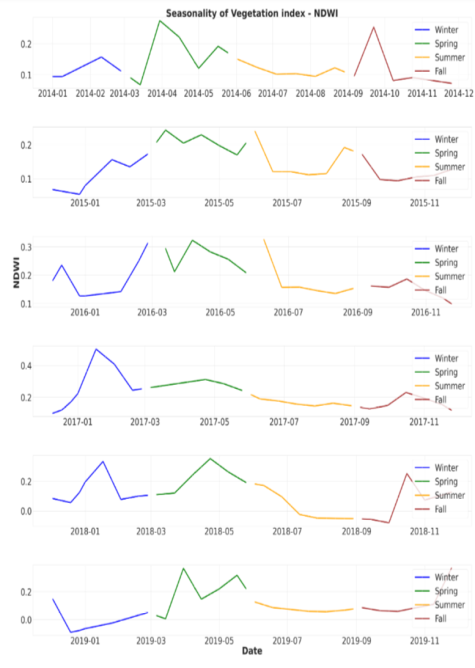 Seasonality of Vegetation index - NDWI
0.2
0.1
Winter
Spring
Summer
Fall
2014-01 2014-02 2014-03 2014-04 2014-05 2014-06 2014-07 2014-08 2014-09 2014-10 2014-11 2014-12
0.2
0.1
Winter
Spring
Summer
Fall
2015-01 2015-03 2015-05 2015-07 2015-09 2015-11
NDWI
0.3
0.2
0.1
Winter
Spring
Summer
Fall
2016-01 2016-03 2016-05 2016-07 2016-09 2016-11
0.4
0.2
Winter
Spring
Summer
Fall
2017-01 2017-03 2017-05 2017-07 2017-09 2017-11
0.2
0.0
Winter
Spring
Summer
Fall
2018-01 2018-03 2018-05 2018-07 2018-09 2018-11
0.2
0.0
Winter
Spring
Summer
Fall
2019-01 2019-03 2019-05 2019-07 2019-09 2019-11
Date